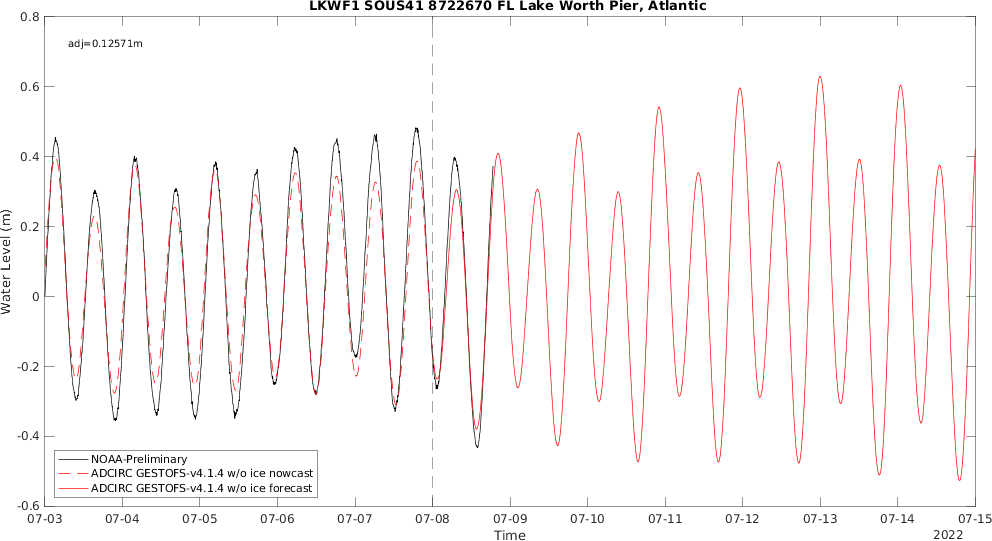 LKWF1 SOUS41 8722670 FL Lake Worth Pier, Atlantic
adj=0.12571m
0.8
0.6
0.4
0.2
0
-0.2
-0.4
-0.6
Water Level (m)
NOAA-Preliminary
ADCIRC GESTOFS-v4.1.4 w/o ice nowcast
ADCIRC GESTOFS-v4.1.4 w/o ice forecast
07-03 07-04 07-05 07-06 07-07 07-08 07-09 07-10 07-11 07-12 07-13 07-14 07-15
Time
2022